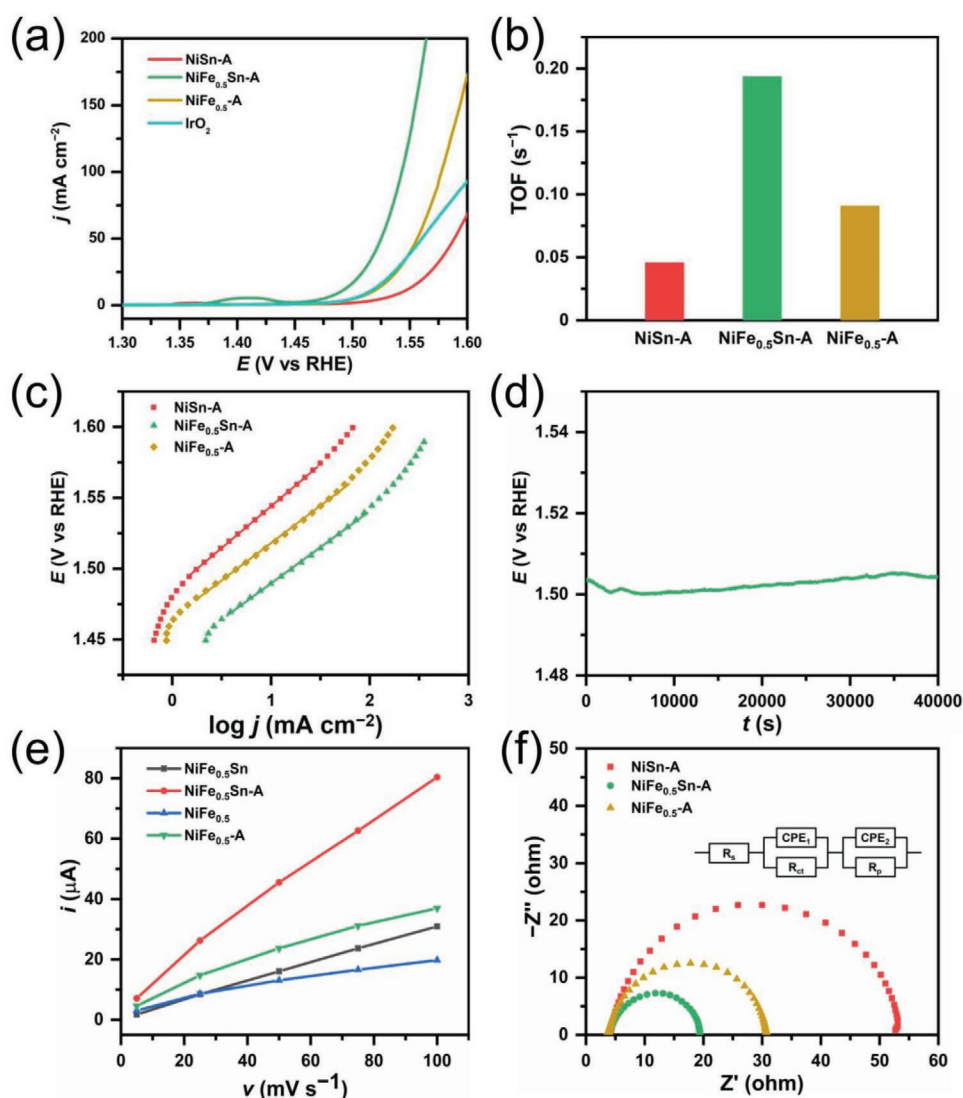 (a)
200
150
100
50
0
j (mA cm⁻²)
NiSn-A
NiFe₀.₅Sn-A
NiFe₀.₅-A
IrO₂
1.30 1.35 1.40 1.45 1.50 1.55 1.60
E (V vs RHE)
(b)
0.20
0.15
0.10
0.05
0
TOF (s⁻¹)
NiSn-A NiFe₀.₅Sn-A NiFe₀.₅-A
(c)
1.60
1.55
1.50
1.45
E (V vs RHE)
NiSn-A
NiFe₀.₅Sn-A
NiFe₀.₅-A
0 1 2 3
log j (mA cm⁻²)
(d)
1.54
1.52
1.50
1.48
E (V vs RHE)
0 10000 20000 30000 40000
t (s)
(e)
80
60
40
20
0
i (μA)
NiFe₀.₅Sn
NiFe₀.₅Sn-A
NiFe₀.₅
NiFe₀.₅-A
0 20 40 60 80 100
v (mV s⁻¹)
(f)
50
40
30
20
10
0
−Z'' (ohm)
NiSn-A
NiFe₀.₅Sn-A
NiFe₀.₅-A
Rₛ CPE₁ CPE₂
R_ct R_p
0 10 20 30 40 50 60
Z' (ohm)